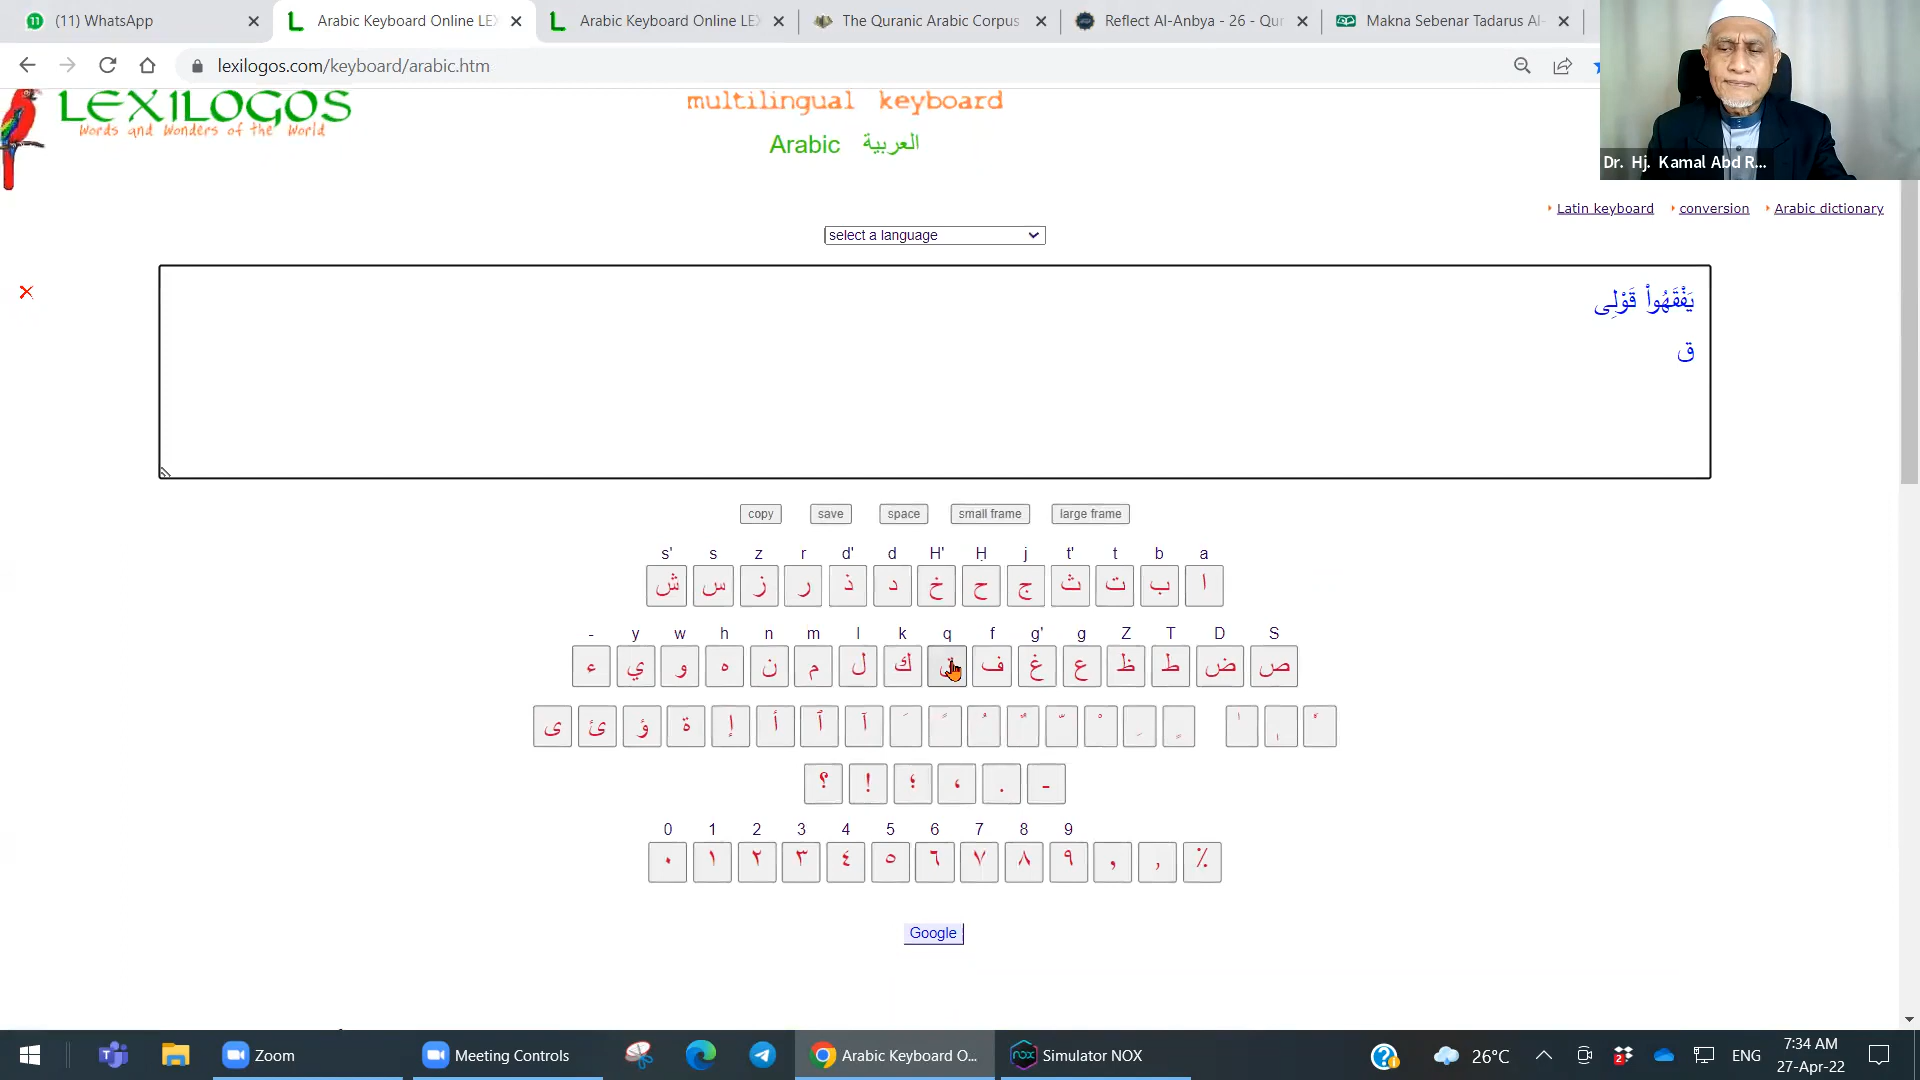 (11) WhatsApp
Arabic Keyboard Online LEX
Arabic Keyboard Online LEX
The Quranic Arabic Corpus
Reflect Al-Anbya - 26 - Qur
Makna Sebenar Tadarus Al-
lexilogos.com/keyboard/arabic.htm
LEXILOGOS
Words and Wonders of the World
multilingual keyboard
Arabic العربية
Dr. Hj. Kamal Abd R...
Latin keyboard
conversion
Arabic dictionary
select a language
يَفْقَهُوا۟ قَوْلِى
ق
copy save space small frame large frame
s' s z r d' d H' Ḥ j t' t b a
ش س ز ر ذ د خ ح ج ث ت ب ا
- y w h n m l k q f g' g Z T D S
ء ي و ه ن م ل ك ق ف غ ع ظ ط ض ص
ى ئ ؤ ة إ أ ٱ آ
؟ ! ؛ ، . -
0 1 2 3 4 5 6 7 8 9
٠ ١ ٢ ٣ ٤ ٥ ٦ ٧ ٨ ٩ ٪
Google
Zoom
Meeting Controls
Arabic Keyboard O...
Simulator NOX
26°C
ENG
7:34 AM
27-Apr-22